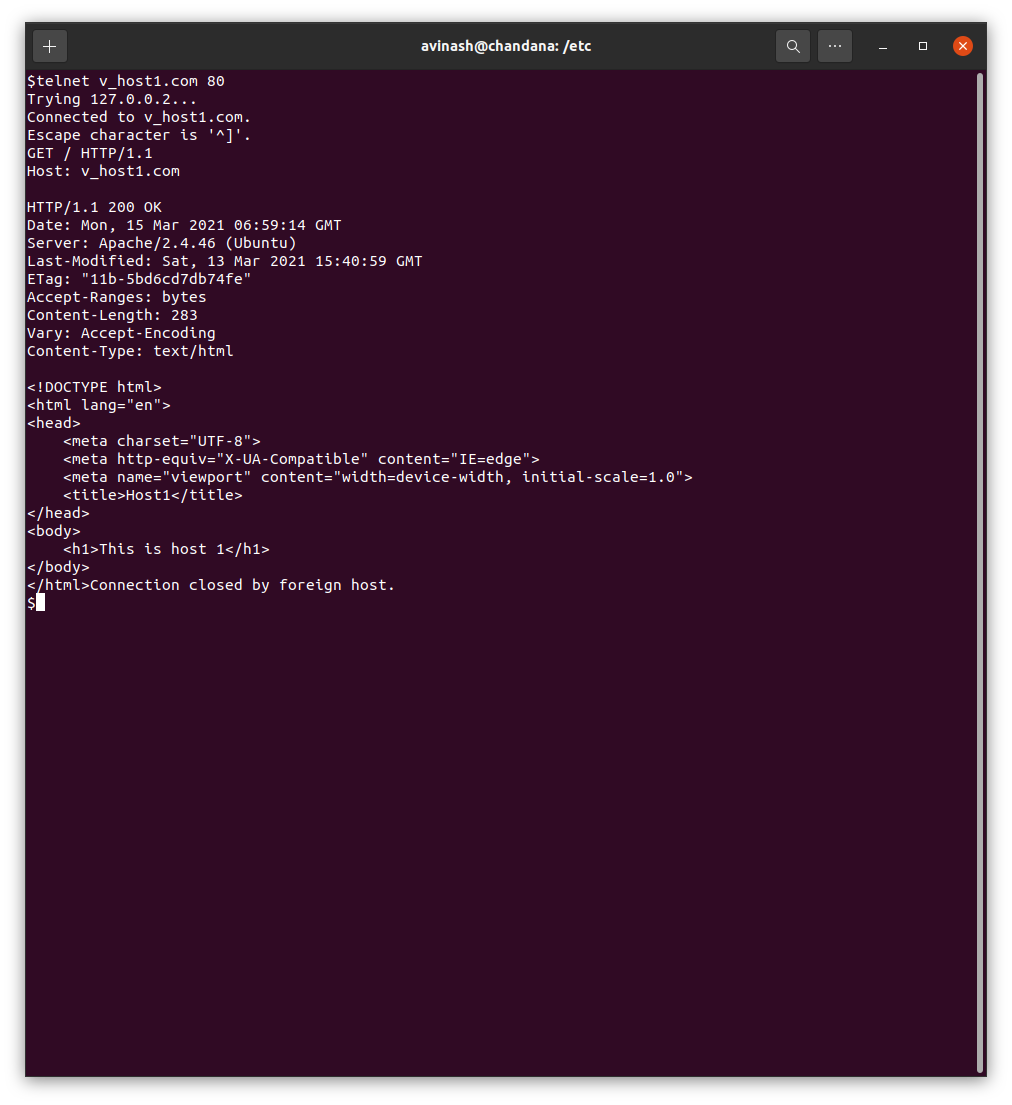 avinash@chandana: /etc
$telnet v_host1.com 80
Trying 127.0.0.2...
Connected to v_host1.com.
Escape character is '^]'.
GET / HTTP/1.1
Host: v_host1.com

HTTP/1.1 200 OK
Date: Mon, 15 Mar 2021 06:59:14 GMT
Server: Apache/2.4.46 (Ubuntu)
Last-Modified: Sat, 13 Mar 2021 15:40:59 GMT
ETag: "11b-5bd6cd7db74fe"
Accept-Ranges: bytes
Content-Length: 283
Vary: Accept-Encoding
Content-Type: text/html

<!DOCTYPE html>
<html lang="en">
<head>
    <meta charset="UTF-8">
    <meta http-equiv="X-UA-Compatible" content="IE=edge">
    <meta name="viewport" content="width=device-width, initial-scale=1.0">
    <title>Host1</title>
</head>
<body>
    <h1>This is host 1</h1>
</body>
</html>Connection closed by foreign host.
$